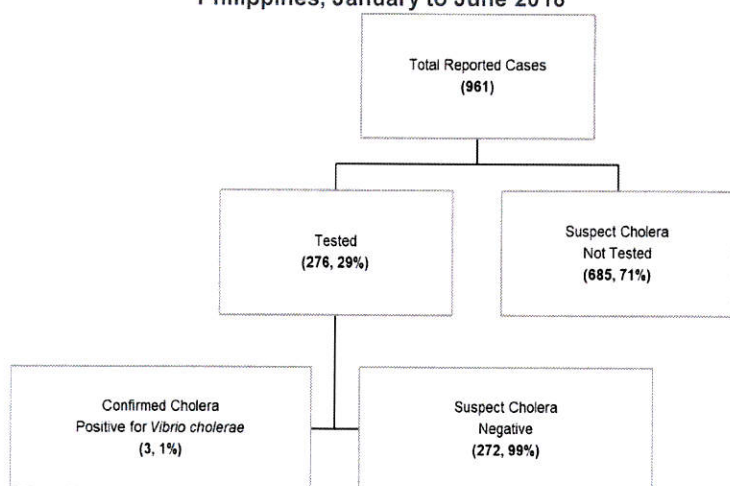 Philippines, January to June 2018
Total Reported Cases
(961)
Tested
(276, 29%)
Suspect Cholera
Not Tested
(685, 71%)
Confirmed Cholera
Positive for Vibrio cholerae
(3, 1%)
Suspect Cholera
Negative
(272, 99%)